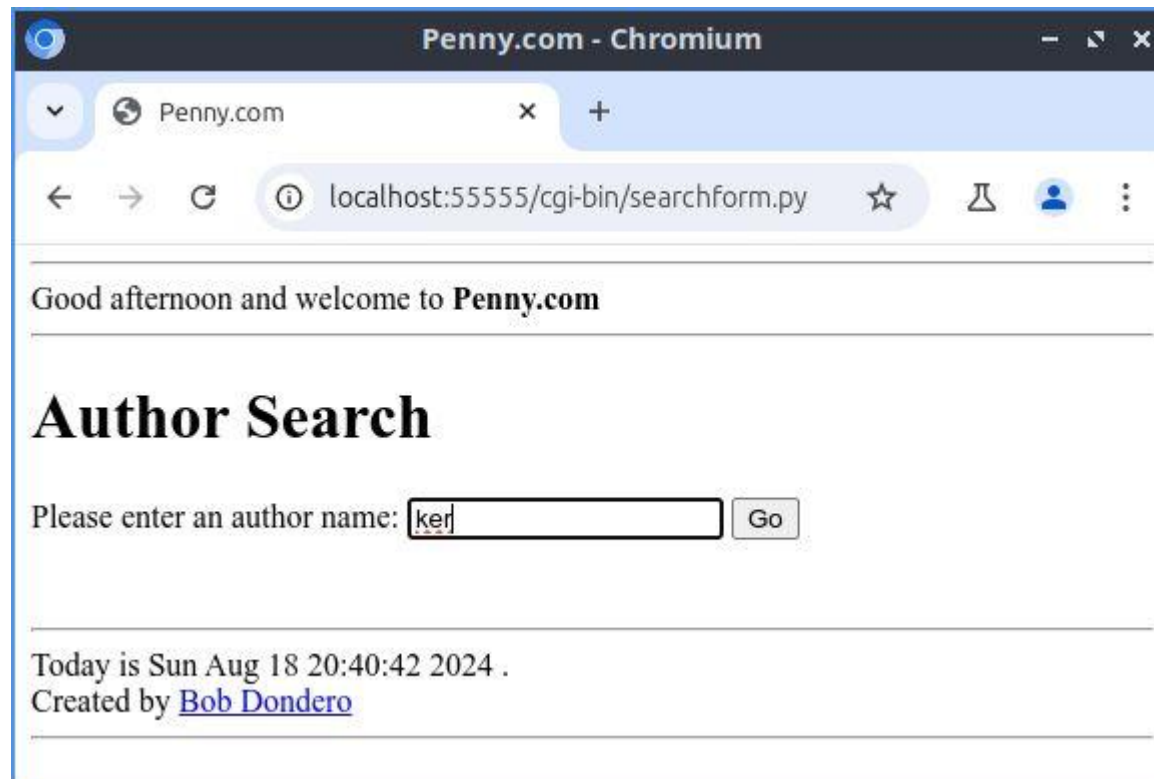 Penny.com - Chromium
Penny.com
localhost:55555/cgi-bin/searchform.py
Good afternoon and welcome to Penny.com
Author Search
Please enter an author name: ker Go
Today is Sun Aug 18 20:40:42 2024 .
Created by Bob Dondero